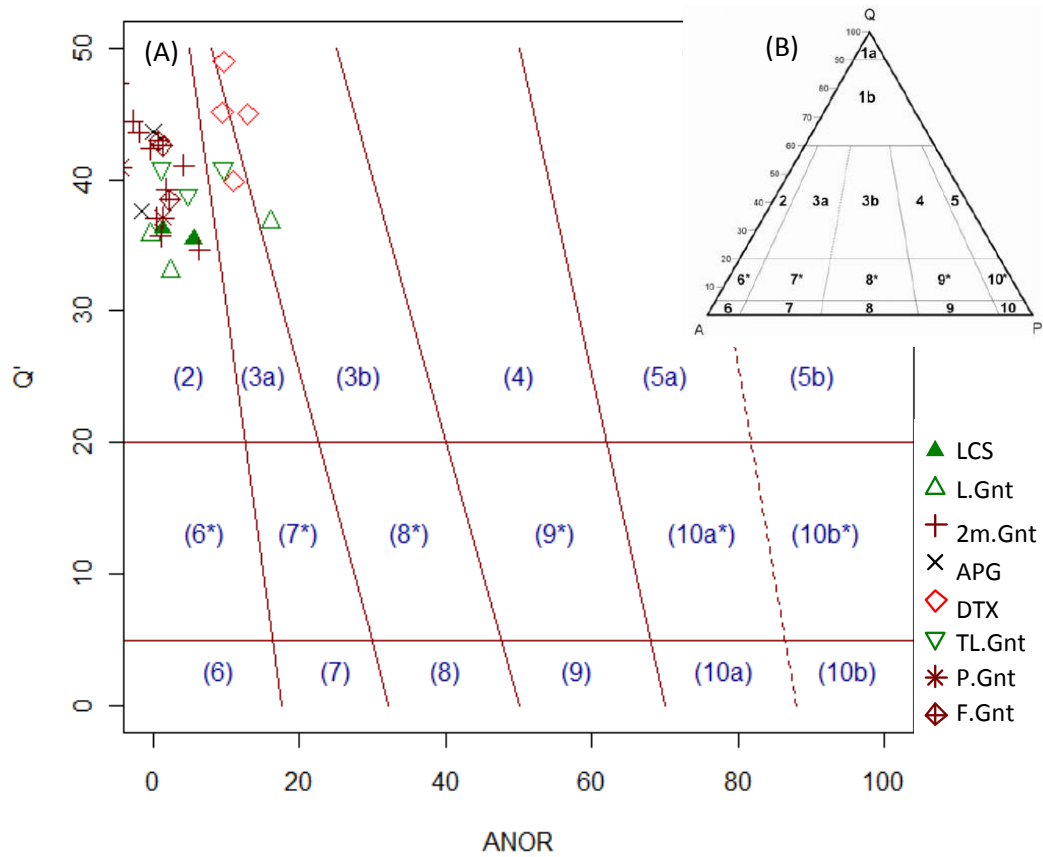 (A)
(B)
Q
100
1a
90
1b
80
70
60
50
40
2
3a
3b
4
5
30
20
6*
7*
8*
9*
10*
10
6
7
8
9
10
A
P
50
40
30
20
10
0
Q'
(2)
(3a)
(3b)
(4)
(5a)
(5b)
(6*)
(7*)
(8*)
(9*)
(10a*)
(10b*)
(6)
(7)
(8)
(9)
(10a)
(10b)
LCS
L.Gnt
2m.Gnt
APG
DTX
TL.Gnt
P.Gnt
F.Gnt
0
20
40
60
80
100
ANOR